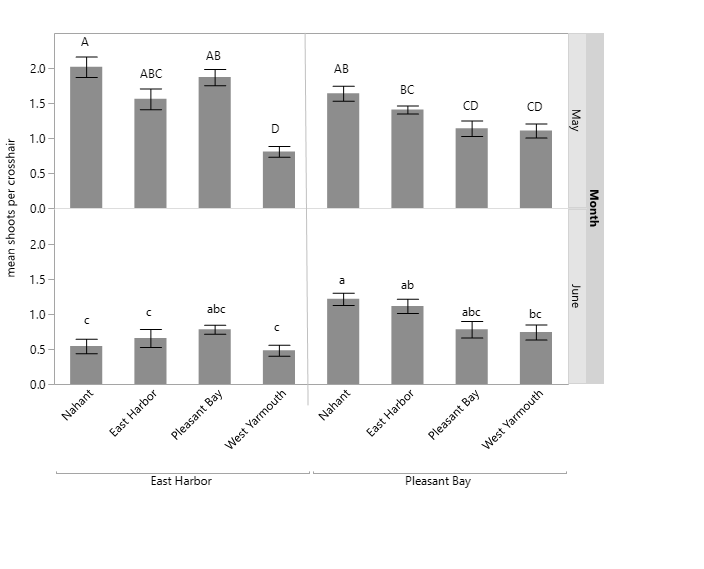 A
ABC
AB
D
AB
BC
CD
CD
2.0
1.5
1.0
0.5
0.0
May
mean shoots per crosshair
Month
c
c
abc
c
a
ab
abc
bc
2.0
1.5
1.0
0.5
0.0
June
Nahant
East Harbor
Pleasant Bay
West Yarmouth
Nahant
East Harbor
Pleasant Bay
West Yarmouth
East Harbor
Pleasant Bay